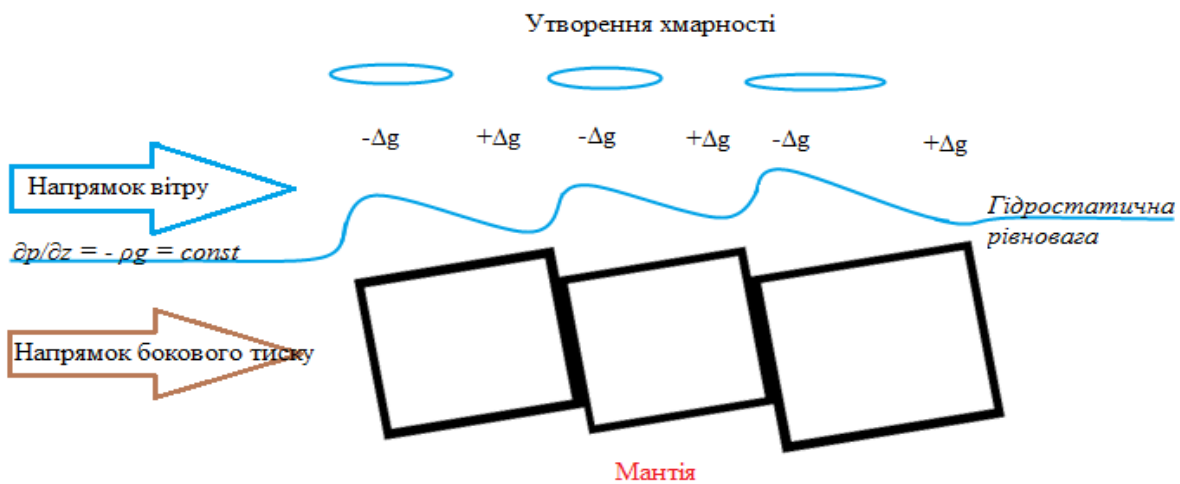 Утворення хмарності
-Δg +Δg -Δg +Δg -Δg +Δg
Напрямок вітру
∂p/∂z = - ρg = const
Гідростатична
рівновага
Напрямок бокового тиску
Мантія